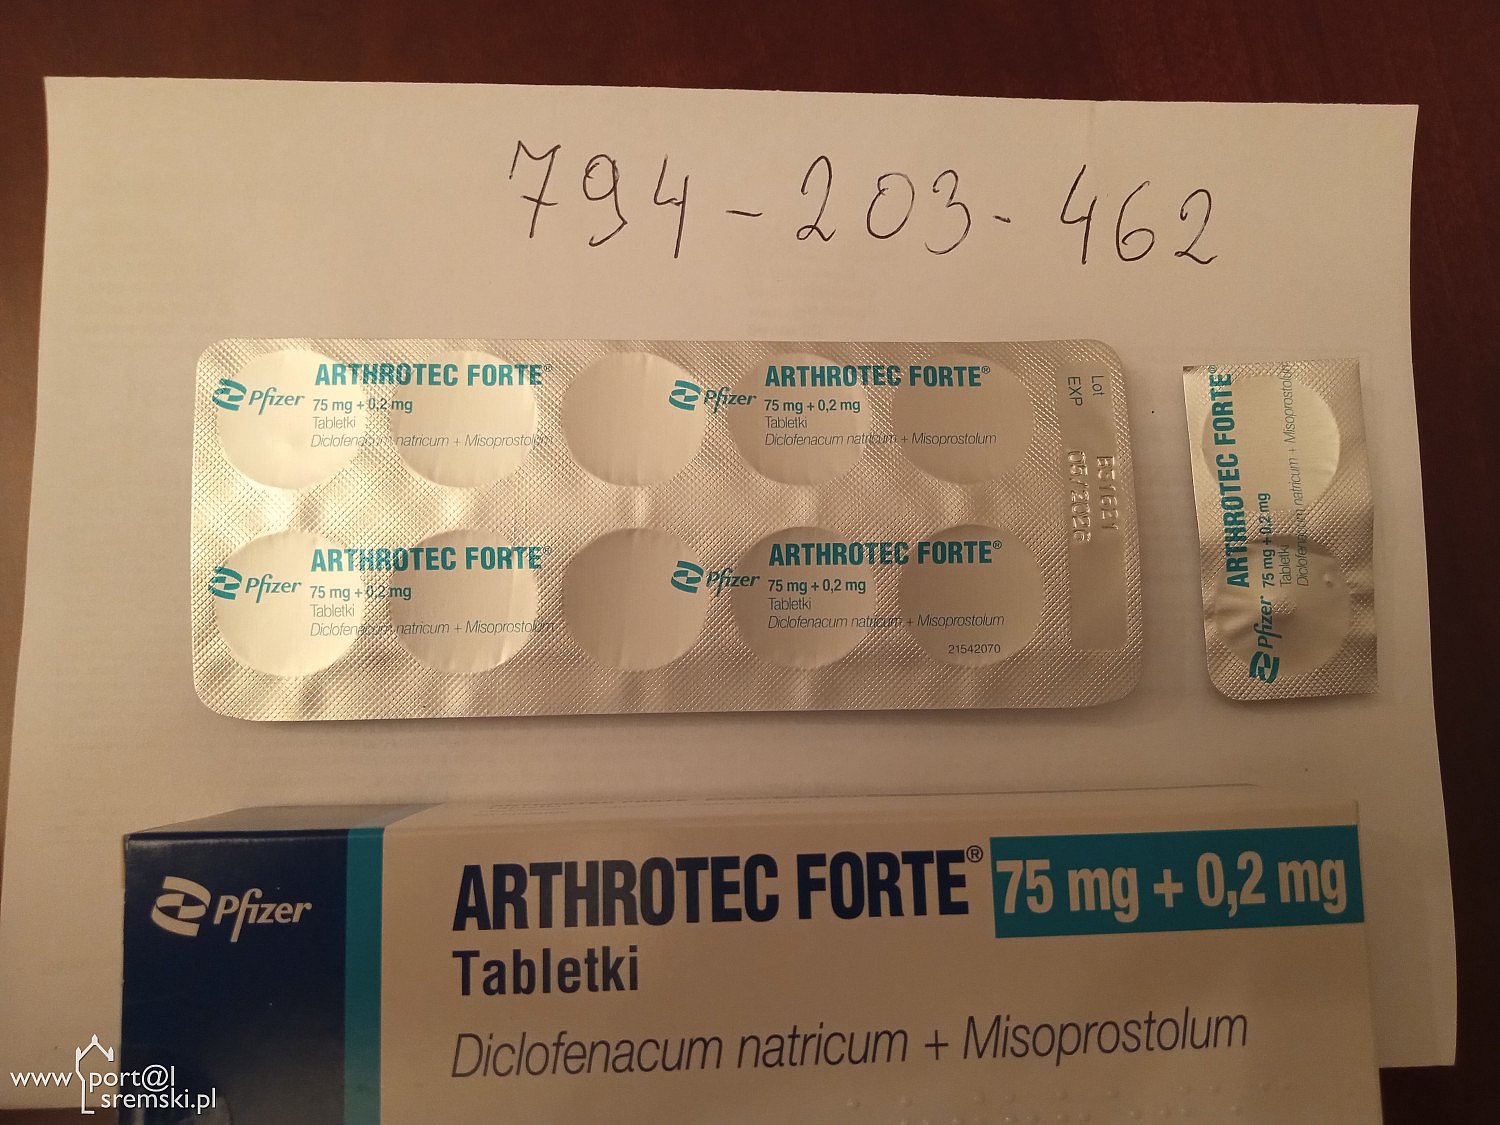 794-203-462
Pfizer
ARTHROTEC FORTE®
75 mg + 0,2 mg
Tabletki
Diclofenacum natricum + Misoprostolum
Pfizer
ARTHROTEC FORTE®
75 mg + 0,2 mg
Tabletki
Diclofenacum natricum + Misoprostolum
Lot
EXP
05/2026
Pfizer
ARTHROTEC FORTE®
75 mg + 0,2 mg
Tabletki
Diclofenacum natricum + Misoprostolum
Pfizer
ARTHROTEC FORTE®
75 mg + 0,2 mg
Tabletki
Diclofenacum natricum + Misoprostolum
21542070
Pfizer
ARTHROTEC FORTE®
75 mg + 0,2 mg
Tabletki
Diclofenacum natricum + Misoprostolum
Pfizer
ARTHROTEC FORTE® 75 mg + 0,2 mg
Tabletki
Diclofenacum natricum + Misoprostolum
www port@l
sremski.pl